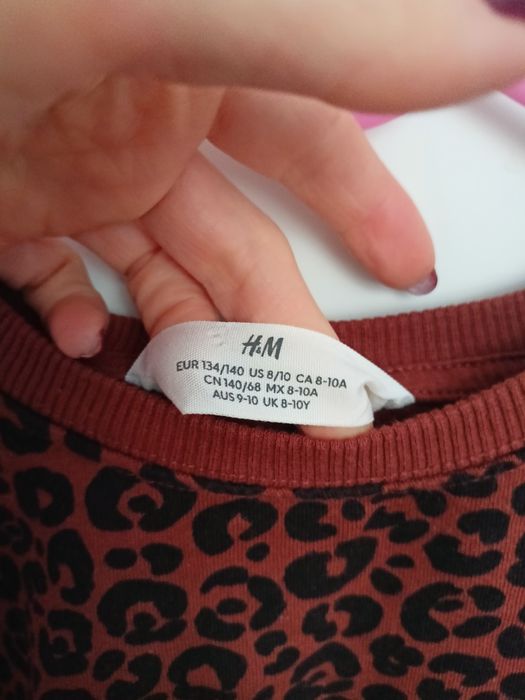 H&M
EUR 134/140 US 8/10 CA 8-10A
CN 140/68 MX 8-10A
AUS 9-10 UK 8-10Y